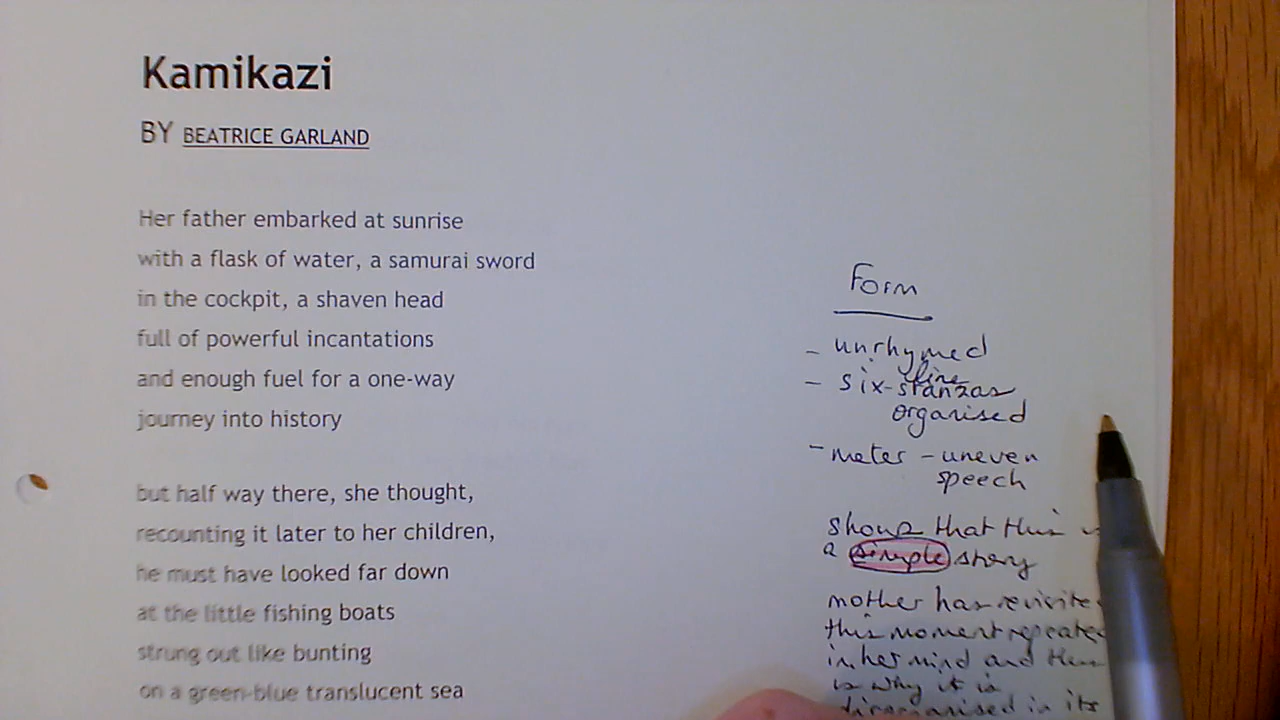 Kamikazi
BY BEATRICE GARLAND
Her father embarked at sunrise
with a flask of water, a samurai sword
in the cockpit, a shaven head
full of powerful incantations
and enough fuel for a one-way
journey into history
but half way there, she thought,
recounting it later to her children,
he must have looked far down
at the little fishing boats
strung out like bunting
on a green-blue translucent sea
Form
- unrhymed
line
- six-stanzas
organised
- meter - uneven
speech
shows that this
a simple story
mother has
this moment
in her mind and
is why it is
in its